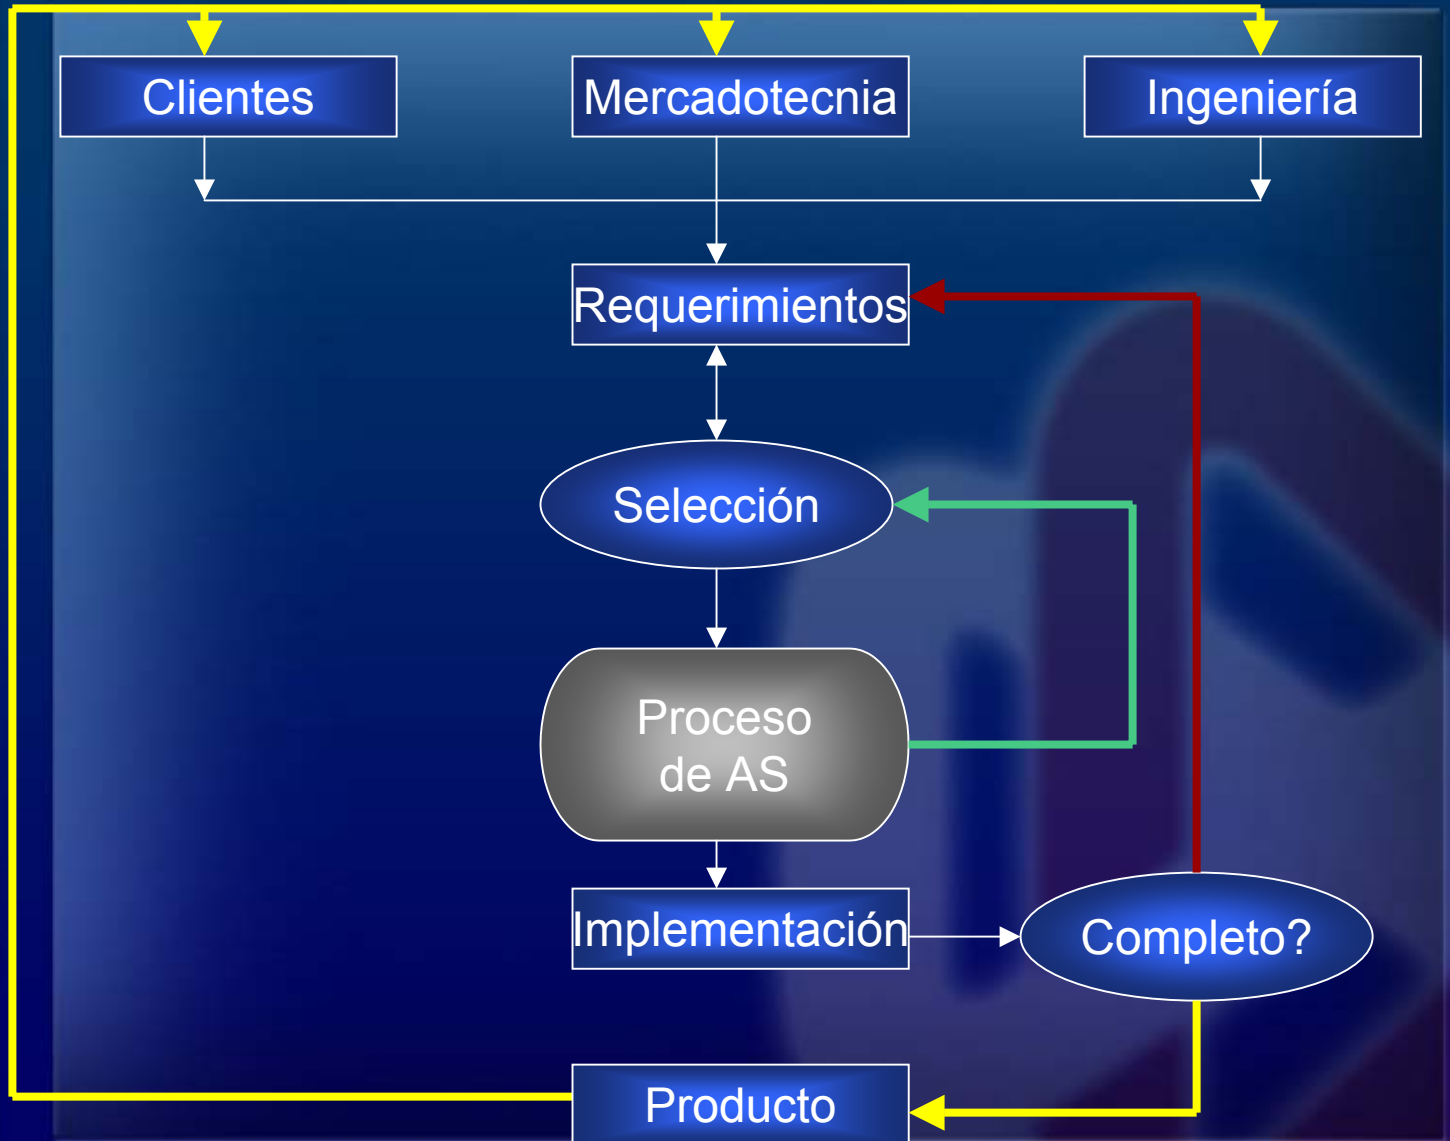 Clientes
Mercadotecnia
Ingeniería
Requerimientos
Selección
Proceso
de AS
Implementación
Completo?
Producto